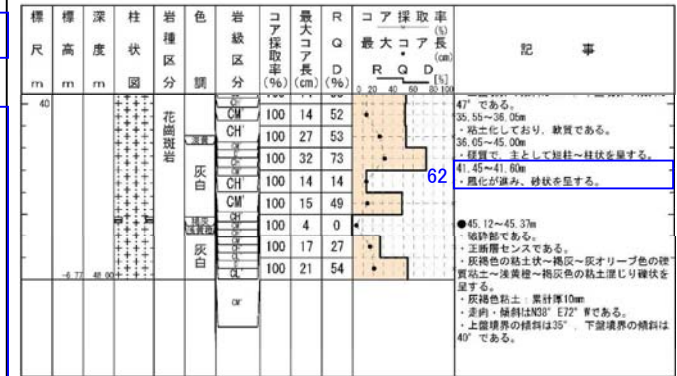 標尺 m
標高 m
深度 m
柱状図
岩種区分
色調
岩級区分
コア採取率(%)
最大コア長(cm)
RQD(%)
コア採取率(%)
最大コア長(cm)
RQD[%]
0 20 40 60 80 100
記事
40
花崗斑岩
灰白
灰白
-6.77 48.00
CM' 100 14 52
CH' 100 27 53
100 32 73
CH' 100 14 14
CM' 100 15 49
100 4 0
100 17 27
CL' 100 21 54
62
47°である。
35.55~36.05m
・粘土化しており、軟質である。
36.05~45.00m
・硬質で、主として短柱~柱状を呈する。
41.45~41.60m
・風化が進み、砂状を呈する。
●45.12~45.37m
・破砕部である。
・正断層センスである。
・灰褐色の粘土状~褐灰~灰オリーブ色の礫
質粘土~浅黄橙~褐灰色の粘土混じり礫状を
呈する。
・灰褐色粘土：累計厚10mm
・走向・傾斜はN38°E72°Wである。
・上盤境界の傾斜は35°、下盤境界の傾斜は
40°である。